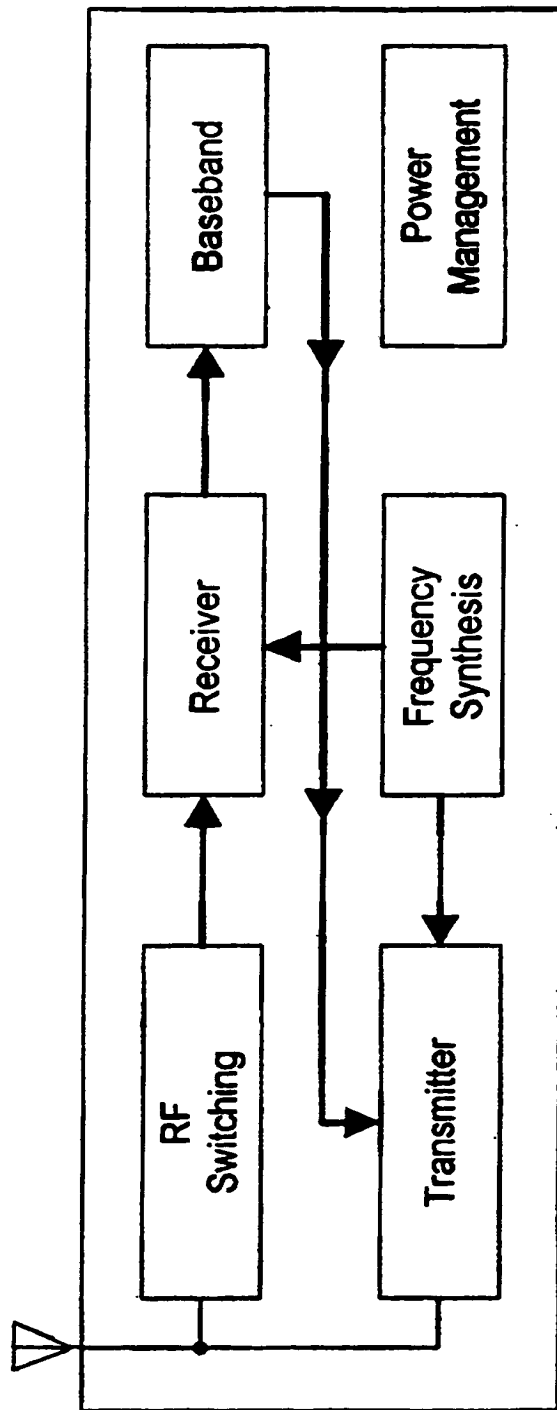 RF
Switching
Receiver
Baseband
Transmitter
Frequency
Synthesis
Power
Management